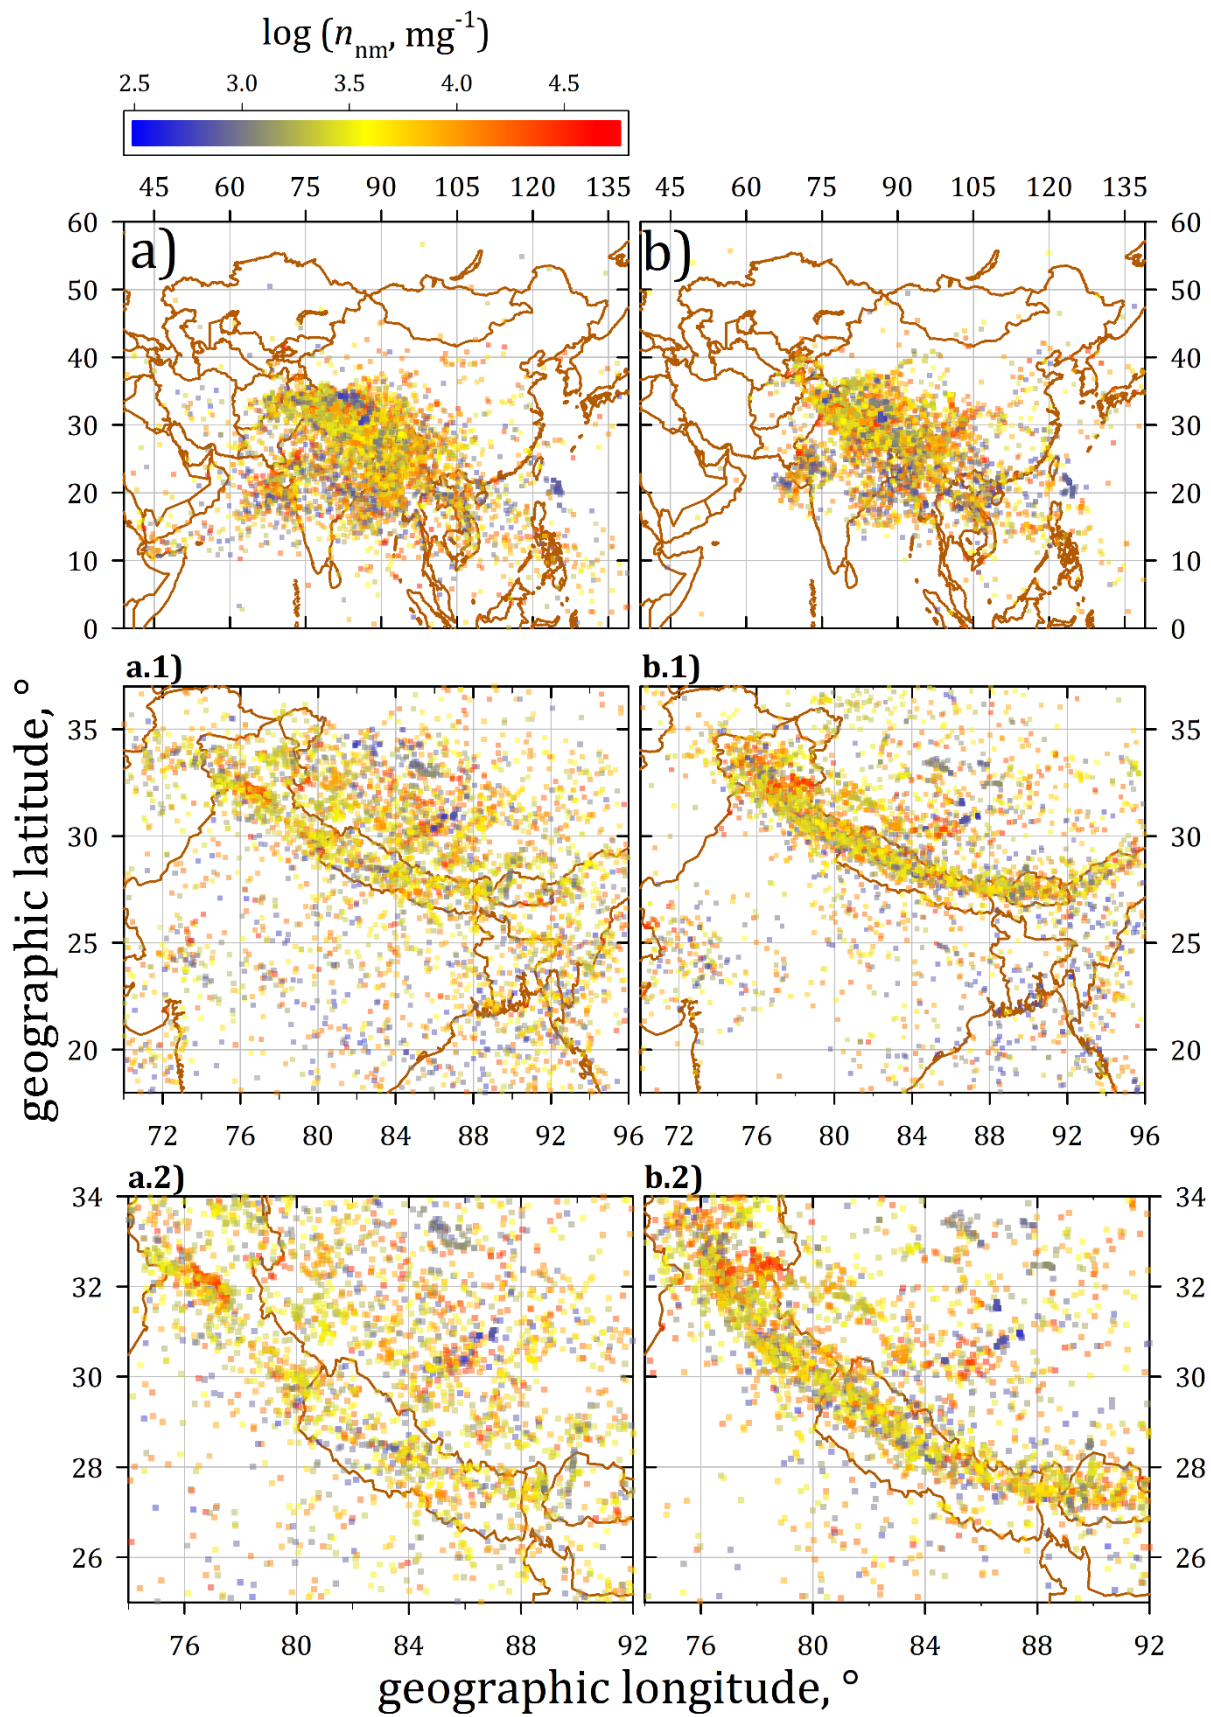 log (nnm, mg-1)
2.5 3.0 3.5 4.0 4.5
45 60 75 90 105 120 135 45 60 75 90 105 120 135
60 a) b) 60
50 50
40 40
30 30
20 20
10 10
0 0
a.1) b.1)
35 35
30 30
25 25
20 20
72 76 80 84 88 92 96 72 76 80 84 88 92 96
a.2) b.2)
34 34
32 32
30 30
28 28
26 26
76 80 84 88 92 76 80 84 88 92
geographic latitude, °
geographic longitude, °